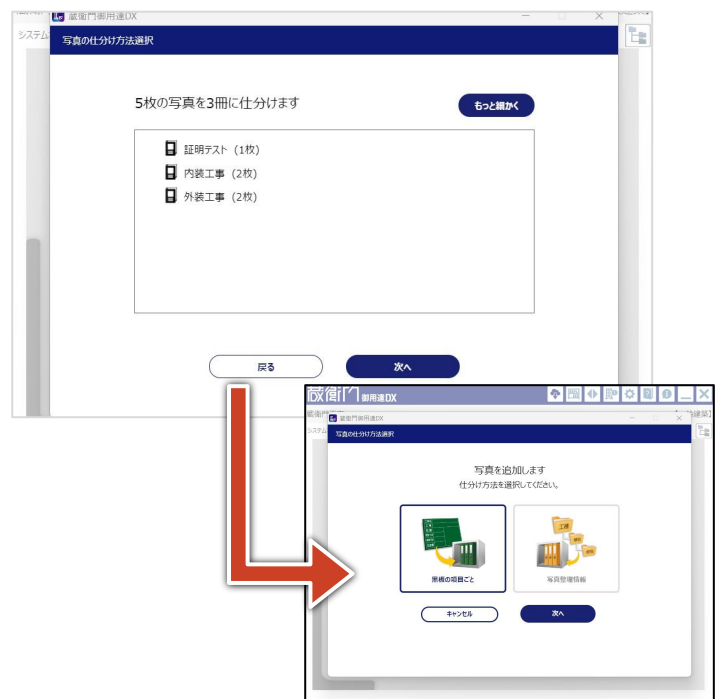 蔵衛門御用達DX
システム
写真の仕分け方法選択
5枚の写真を3冊に仕分けます
もっと細かく
証明テスト (1枚)
内装工事 (2枚)
外装工事 (2枚)
戻る
次へ
蔵衛門 御用達DX
蔵衛門御用達DX
システム
写真の仕分け方法選択
写真を追加します
仕分け方法を選択してください。
工種
黒板の項目ごと
写真管理情報
キャンセル
次へ